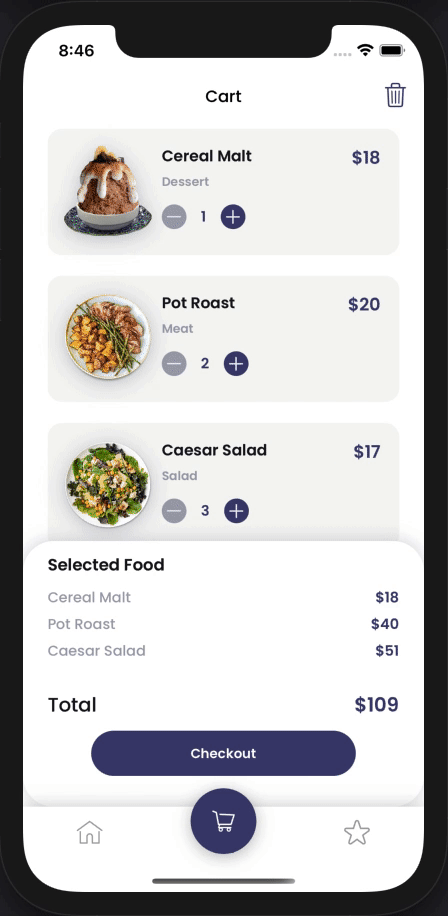 8:46
Cart
Cereal Malt $18
Dessert
1
Pot Roast $20
Meat
2
Caesar Salad $17
Salad
3
Selected Food
Cereal Malt $18
Pot Roast $40
Caesar Salad $51
Total $109
Checkout